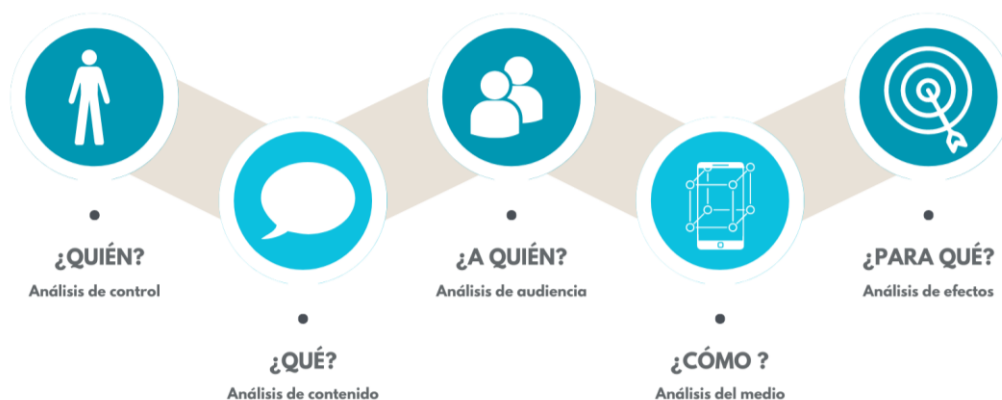 ¿QUIÉN?
Análisis de control
¿QUÉ?
Análisis de contenido
¿A QUIÉN?
Análisis de audiencia
¿CÓMO ?
Análisis del medio
¿PARA QUÉ?
Análisis de efectos